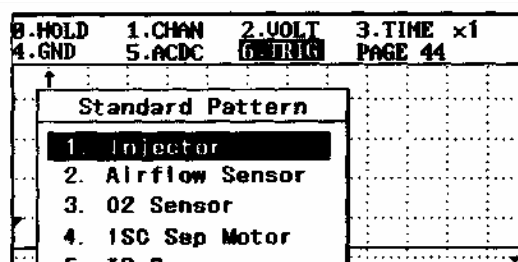 0.HOLD 1.CHAN 2.VOLT 3.TIME ×1
4.GND 5.ACDC 6.TRIG PAGE 44
Standard Pattern
1. Injector
2. Airflow Sensor
3. O2 Sensor
4. ISC Sep Motor
5.